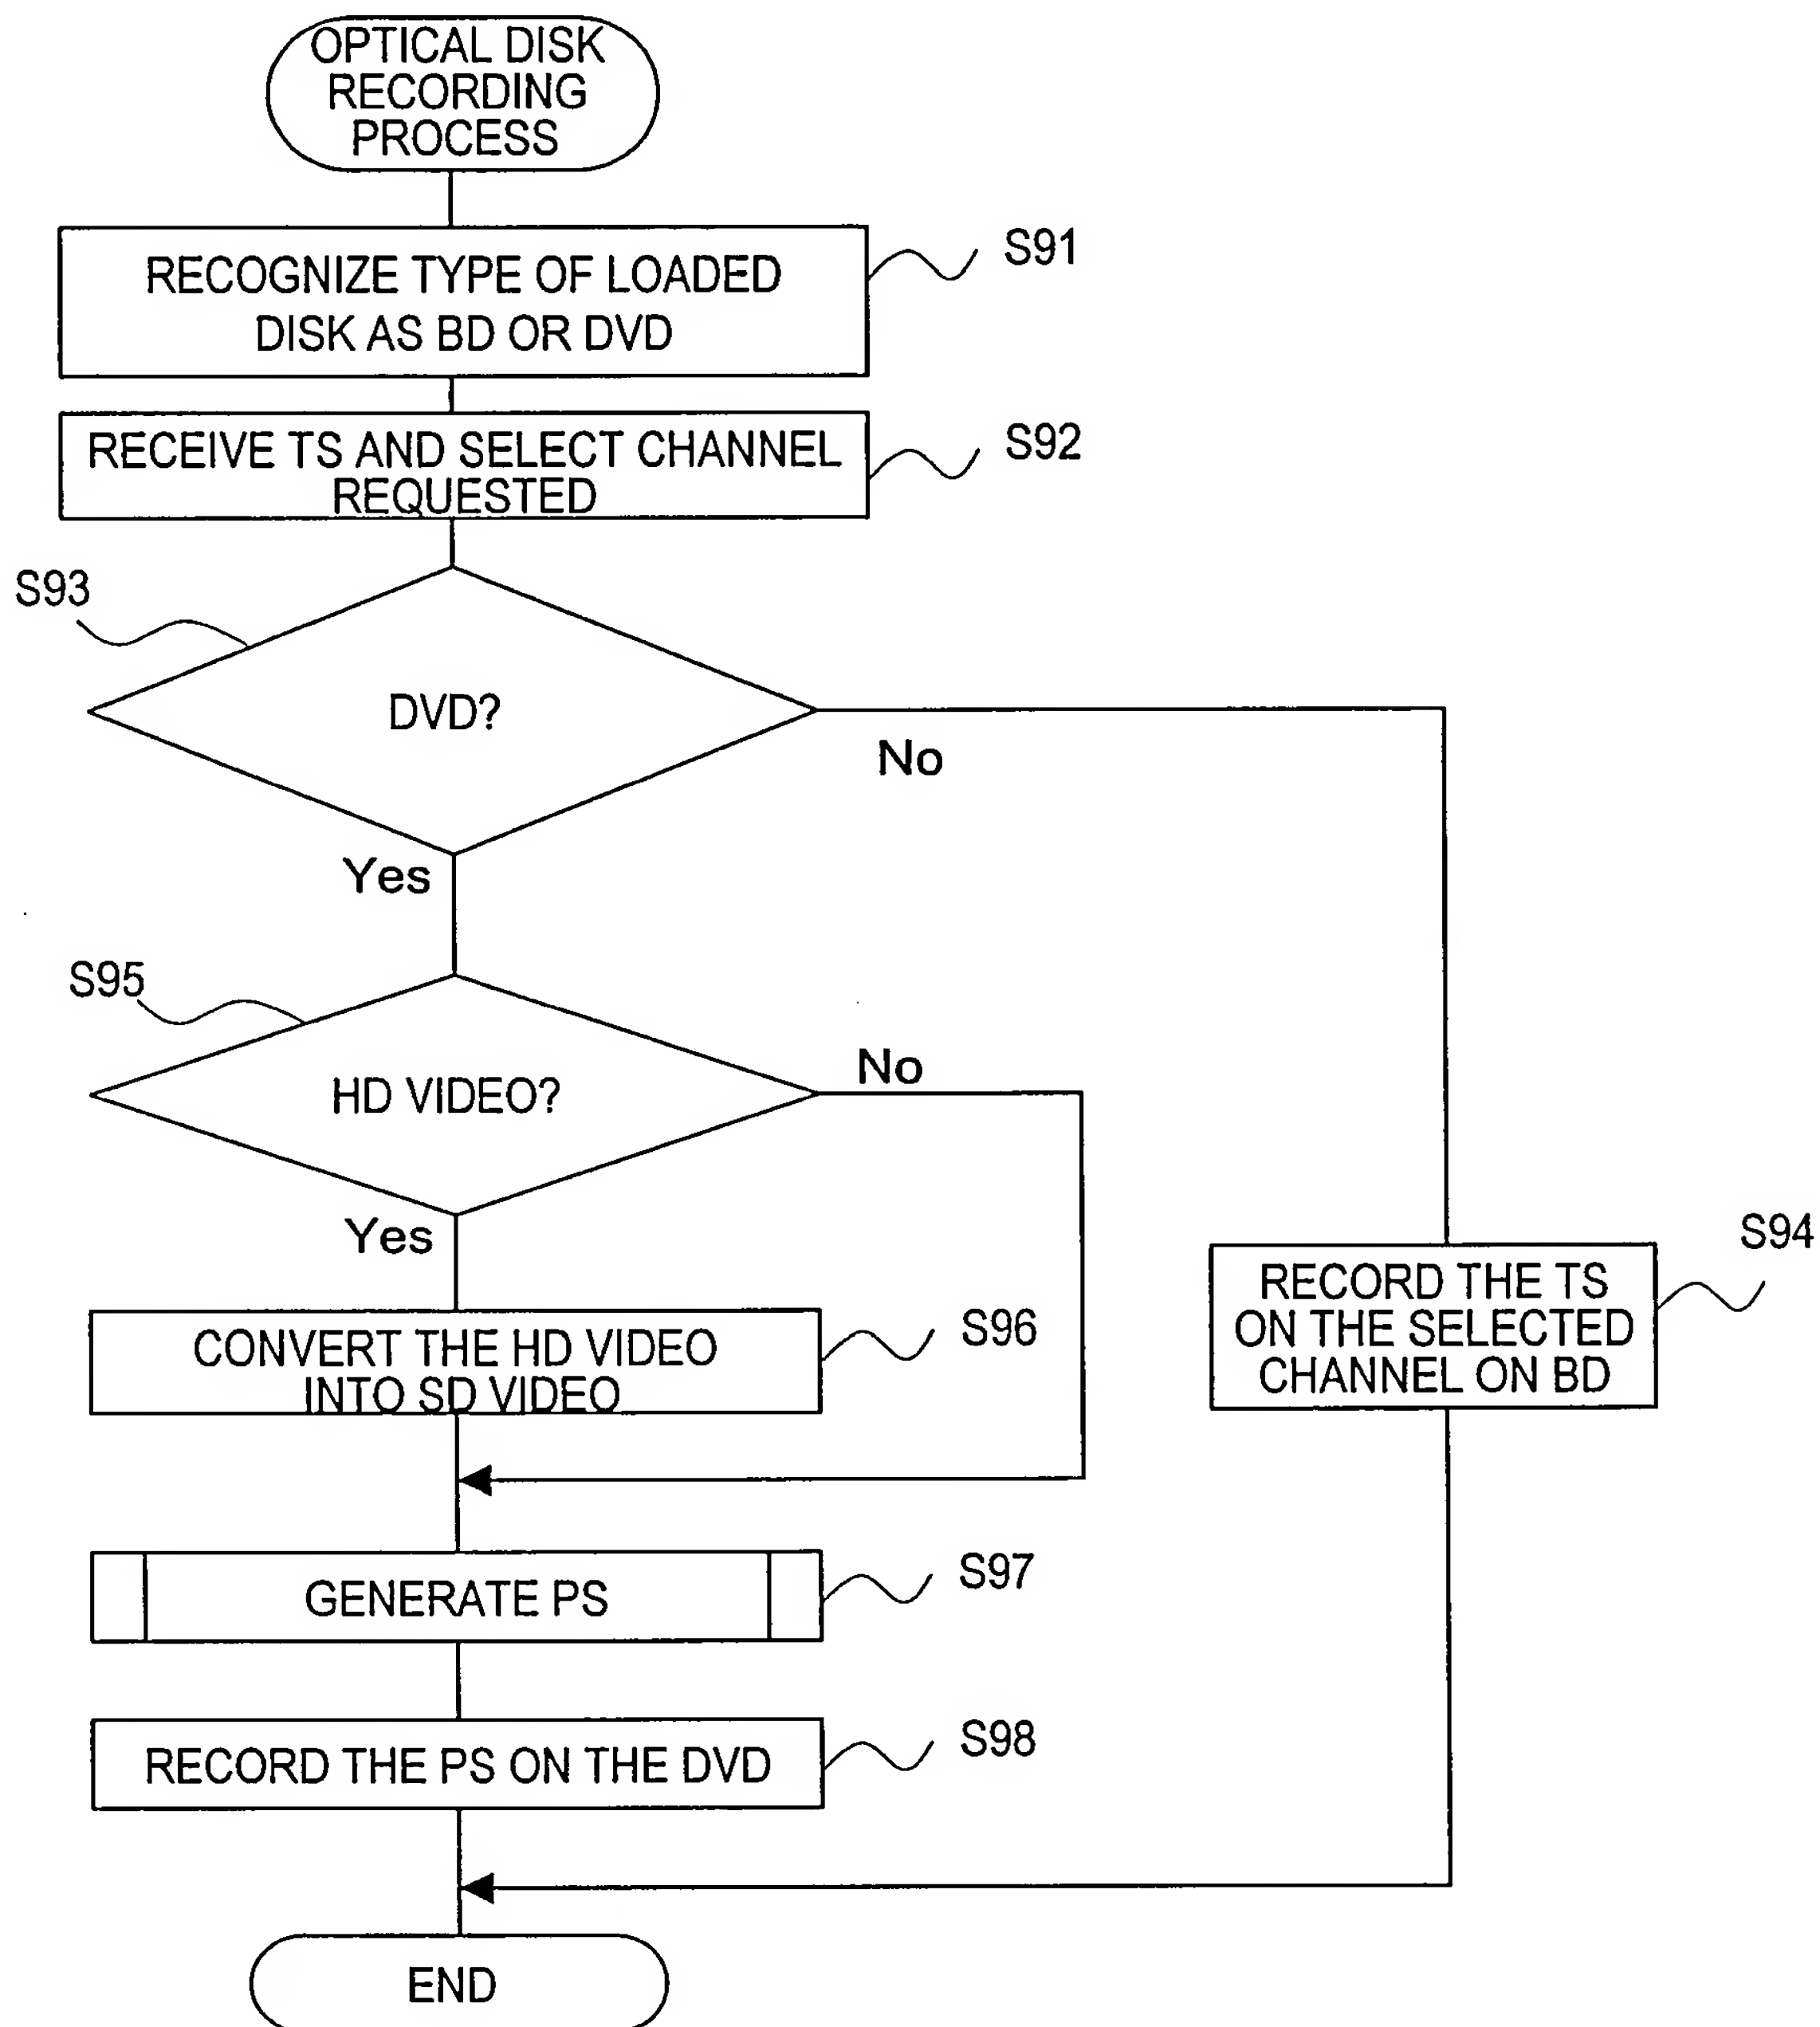 OPTICAL DISK
RECORDING
PROCESS
RECOGNIZE TYPE OF LOADED
DISK AS BD OR DVD
S91
RECEIVE TS AND SELECT CHANNEL
REQUESTED
S92
S93
DVD?
No
Yes
S95
HD VIDEO?
No
Yes
S94
RECORD THE TS
ON THE SELECTED
CHANNEL ON BD
CONVERT THE HD VIDEO
INTO SD VIDEO
S96
GENERATE PS
S97
RECORD THE PS ON THE DVD
S98
END